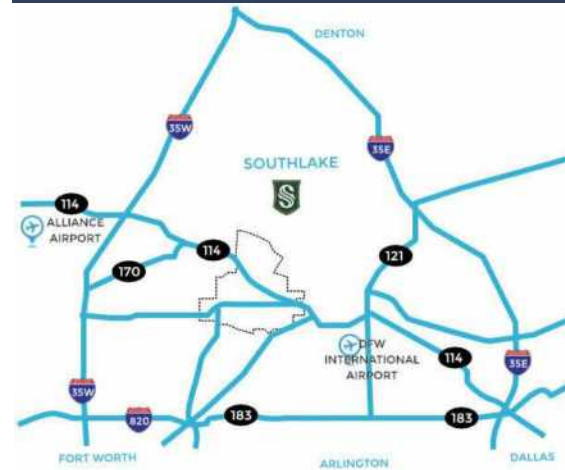 DENTON
35W
35E
SOUTHLAKE
S
114
ALLIANCE
AIRPORT
114
121
170
DFW
INTERNATIONAL
AIRPORT
114
35E
35W
820
183
183
FORT WORTH
ARLINGTON
DALLAS